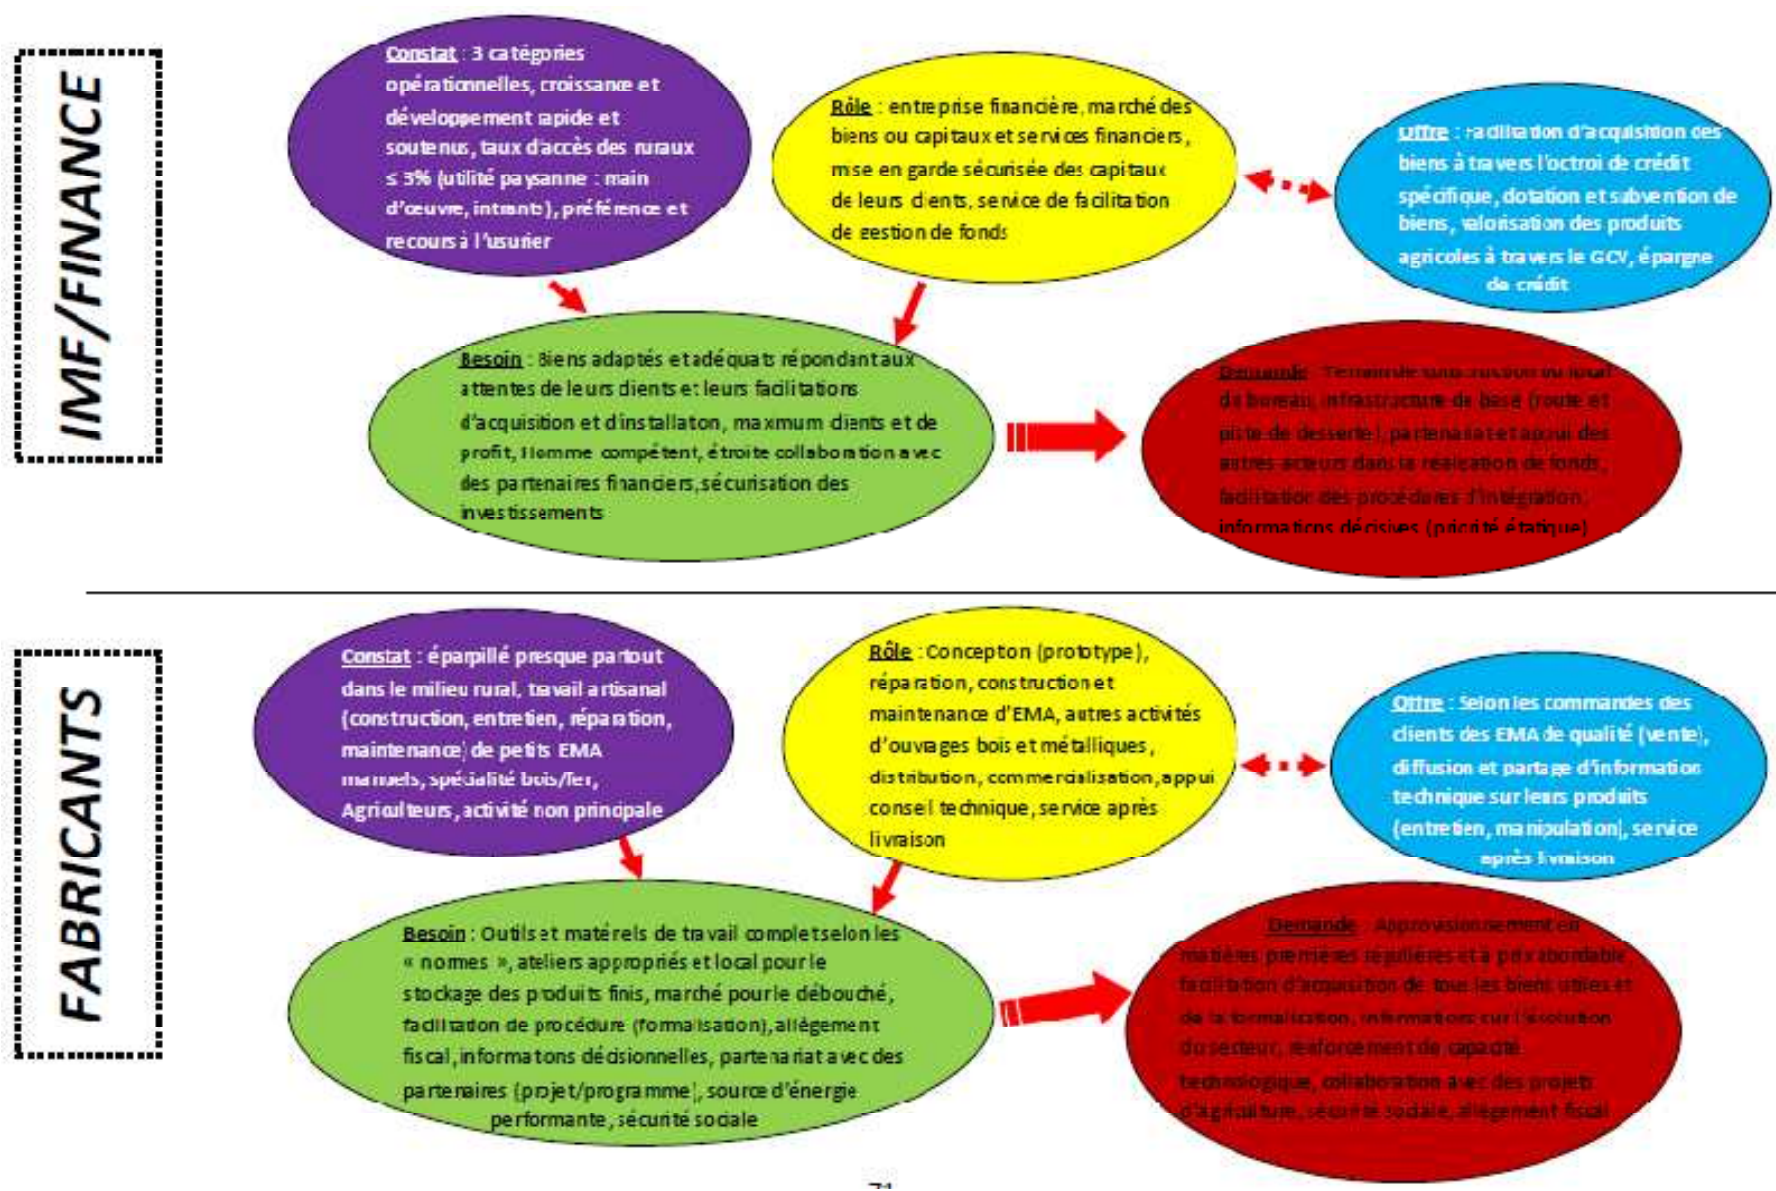 IMF/FINANCE
Constat : 3 catégories
opérationnelles, croissance et
développement rapide et
soutenus, taux d'accès des ruraux
≤ 3% (utilité paysanne : main
d'œuvre, intrants), préférence et
recours à l'usurier
Rôle : entreprise financière, marché des
biens ou capitaux et services financiers,
mise en garde sécurisée des capitaux
de leurs clients, service de facilitation
de gestion de fonds
Offre : Facilitation d'acquisition des
biens à travers l'octroi de crédit
spécifique, dotation et subvention de
biens, valorisation des produits
agricoles à travers le GCV, épargne
de crédit
Besoin : Biens adaptés et adéquats répondant aux
attentes de leurs clients et leurs facilitations
d'acquisition et d'installation, maximum clients et de
profit, Homme compétent, étroite collaboration avec
des partenaires financiers, sécurisation des
investissements
Demande
de bureau, infrastructure de base (route et
piste de desserte), partenariat et appui des
autres acteurs dans la réalisation de fonds,
facilitation des procédures d'intégration,
informations décisives (priorité étatique)
FABRICANTS
Constat : éparpillé presque partout
dans le milieu rural, travail artisanal
(construction, entretien, réparation,
maintenance) de petits EMA
manuels, spécialité bois/fer,
Agriculteurs, activité non principale
Rôle : Conception (prototype),
réparation, construction et
maintenance d'EMA, autres activités
d'ouvrages bois et métalliques,
distribution, commercialisation, appui
conseil technique, service après
livraison
Offre : Selon les commandes des
clients des EMA de qualité (vente),
diffusion et partage d'information
technique sur leurs produits
(entretien, manipulation), service
après livraison
Besoin : Outils et matériels de travail complet selon les
« normes », ateliers appropriés et local pour le
stockage des produits finis, marché pour le débouché,
facilitation de procédure (formalisation), allègement
fiscal, informations décisionnelles, partenariat avec des
partenaires (projet/programme), source d'énergie
performante, sécurité sociale
Demande : Approvisionnement en
matières premières régulières et à prix abordable,
facilitation d'acquisition de tous les biens utiles et
de la formalisation, informations sur l'évolution
du secteur, renforcement de capacité
technologique, collaboration avec des projets
d'agriculture, sécurité sociale, allègement fiscal